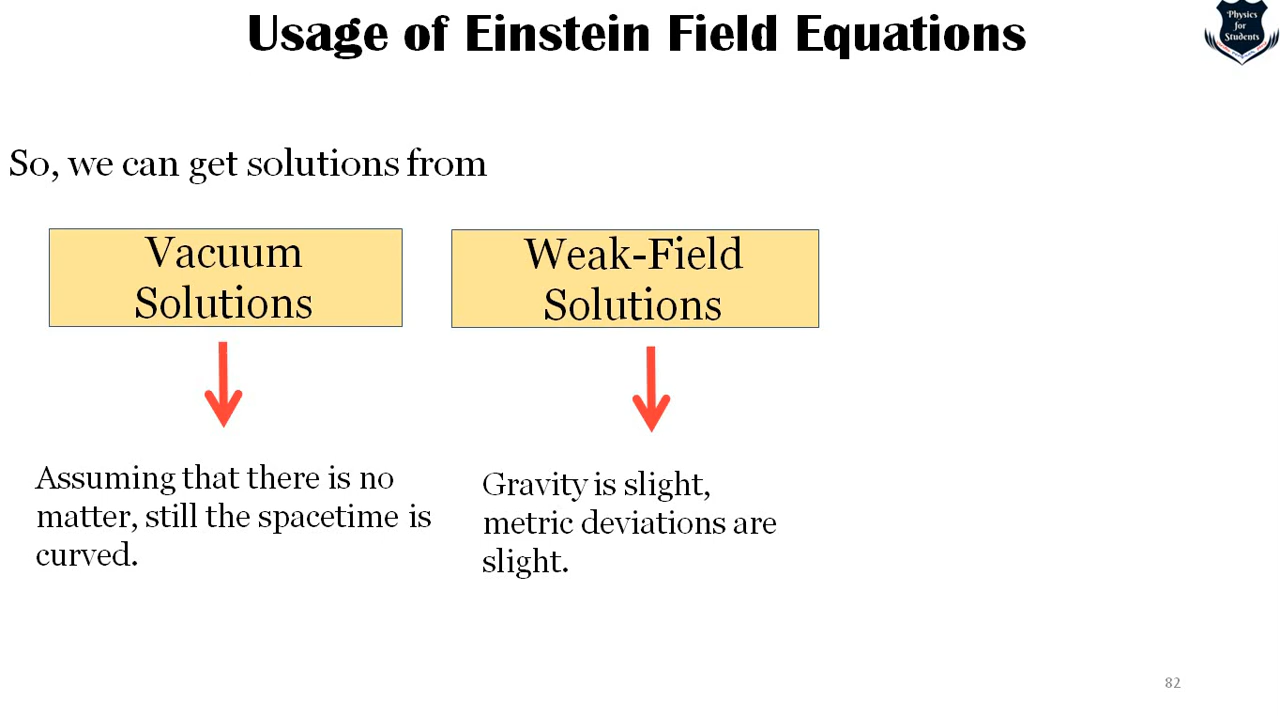 Usage of Einstein Field Equations
Physics
for
Students
So, we can get solutions from
Vacuum
Solutions
Weak-Field
Solutions
Assuming that there is no
matter, still the spacetime is
curved.
Gravity is slight,
metric deviations are
slight.
82